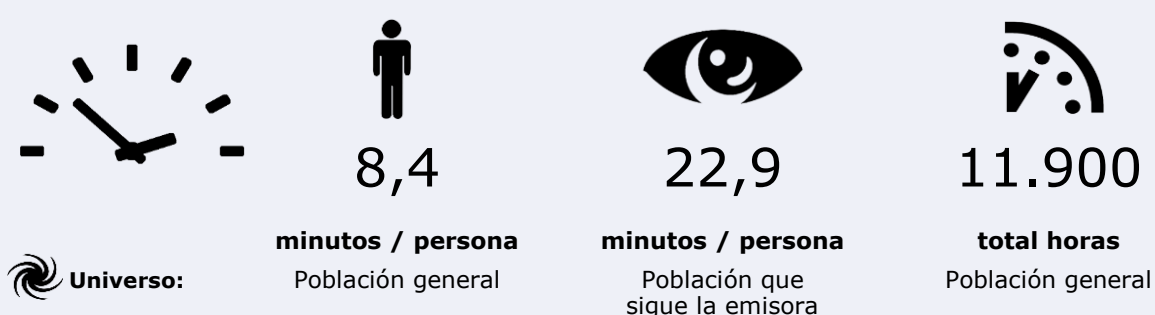 8,4
22,9
11.900
minutos / persona
minutos / persona
total horas
Universo:
Población general
Población que
sigue la emisora
Población general